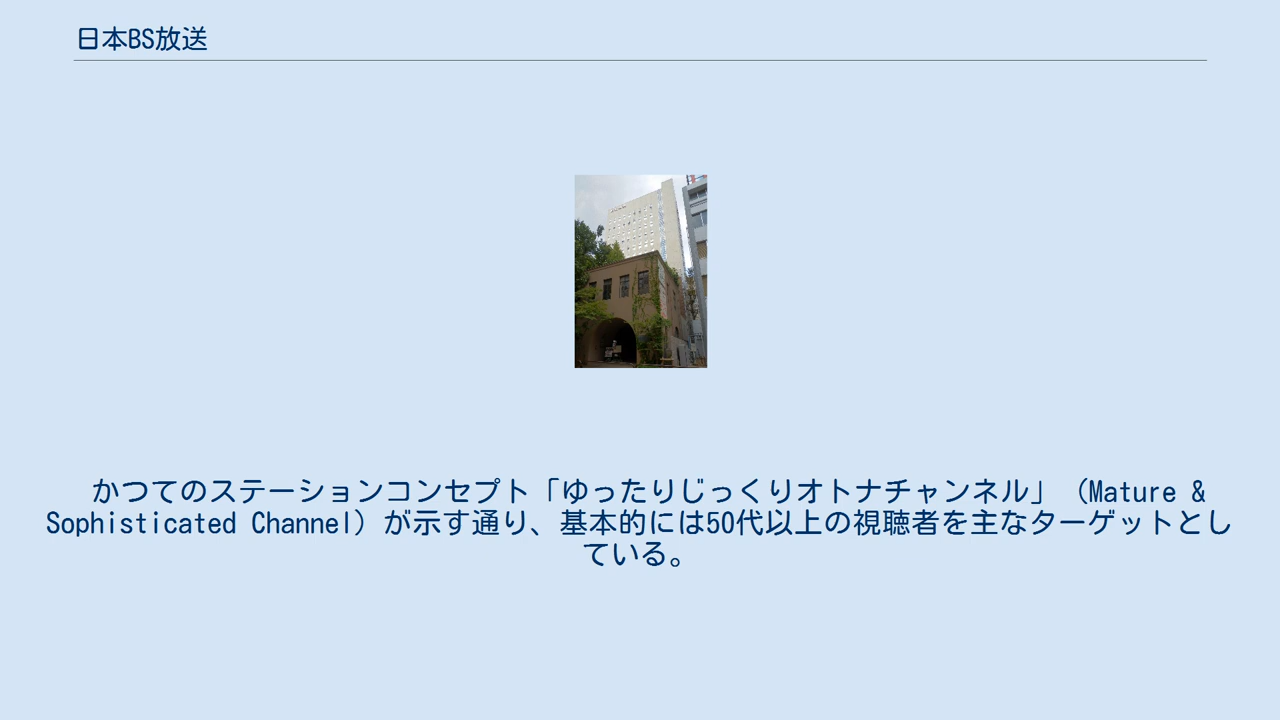 日本BS放送
かつてのステーションコンセプト「ゆったりじっくりオトナチャンネル」（Mature &
Sophisticated Channel）が示す通り、基本的には50代以上の視聴者を主なターゲットとし
ている。